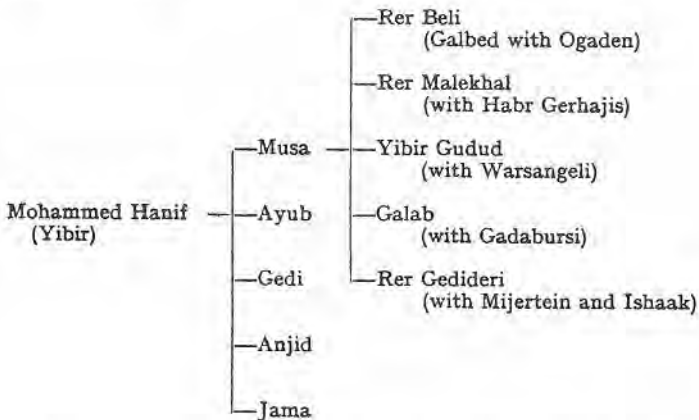 Rer Beli
(Galbed with Ogaden)
Rer Malekhal
(with Habr Gerhajis)
Musa
Yibir Gudud
(with Warsangeli)
Mohammed Hanif
(Yibir)
Ayub
Galab
(with Gadabursi)
Gedi
Rer Gedideri
(with Mijertein and Ishaak)
Anjid
Jama